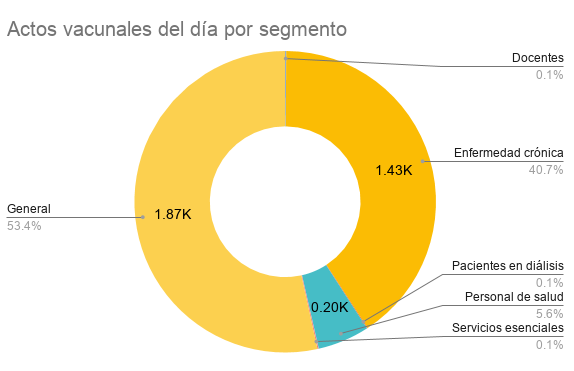 Actos vacunales del día por segmento
Docentes
0.1%
Enfermedad crónica
40.7%
1.43K
General
53.4%
1.87K
Pacientes en diálisis
0.1%
Personal de salud
5.6%
0.20K
Servicios esenciales
0.1%